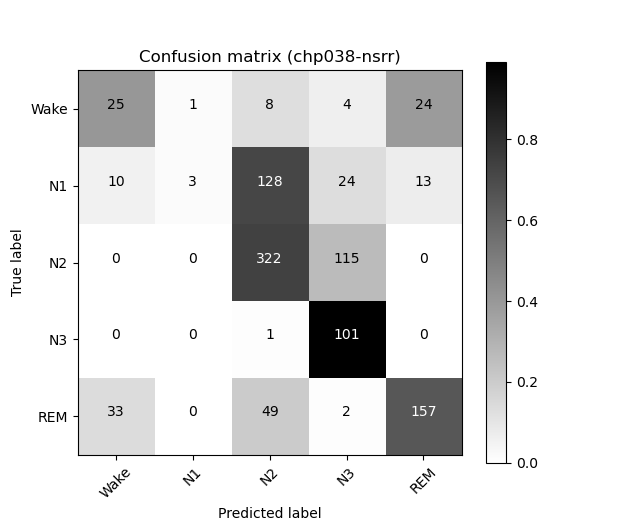 Confusion matrix (chp038-nsrr)
Wake 25 1 8 4 24
N1 10 3 128 24 13
N2 0 0 322 115 0
N3 0 0 1 101 0
REM 33 0 49 2 157
Wake N1 N2 N3 REM
True label
Predicted label
0.8
0.6
0.4
0.2
0.0